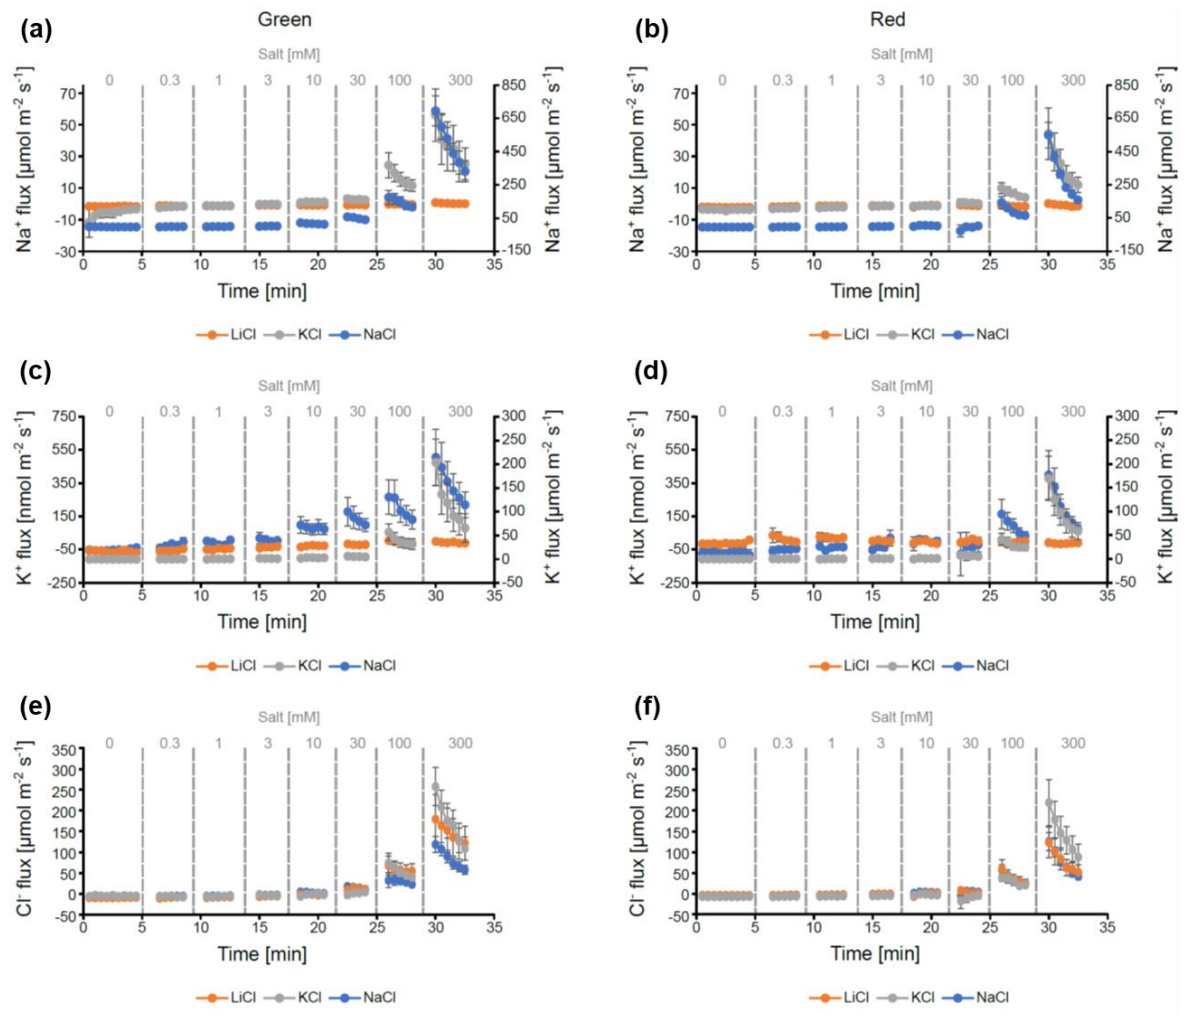 Green
Red
(a)
(b)
Salt [mM]
Salt [mM]
0 0.3 1 3 10 30 100 300
0 0.3 1 3 10 30 100 300
Na+ flux [µmol m-2 s-1]
70
50
30
10
-10
-30
850
650
450
250
50
-150
Na+ flux [µmol m-2 s-1]
0 5 10 15 20 25 30 35
Time [min]
LiCl KCl NaCl
Na+ flux [µmol m-2 s-1]
70
50
30
10
-10
-30
850
650
450
250
50
-150
Na+ flux [µmol m-2 s-1]
0 5 10 15 20 25 30 35
Time [min]
LiCl KCl NaCl
(c)
(d)
Salt [mM]
Salt [mM]
0 0.3 1 3 10 30 100 300
0 0.3 1 3 10 30 100 300
K+ flux [nmol m-2 s-1]
750
550
350
150
-50
-250
300
250
200
150
100
50
0
-50
K+ flux [µmol m-2 s-1]
0 5 10 15 20 25 30 35
Time [min]
LiCl KCl NaCl
K+ flux [nmol m-2 s-1]
750
550
350
150
-50
-250
300
250
200
150
100
50
0
-50
K+ flux [µmol m-2 s-1]
0 5 10 15 20 25 30 35
Time [min]
LiCl KCl NaCl
(e)
(f)
Salt [mM]
Salt [mM]
0 0.3 1 3 10 30 100 300
0 0.3 1 3 10 30 100 300
Cl- flux [µmol m-2 s-1]
350
300
250
200
150
100
50
0
-50
0 5 10 15 20 25 30 35
Time [min]
LiCl KCl NaCl
Cl- flux [µmol m-2 s-1]
350
300
250
200
150
100
50
0
-50
0 5 10 15 20 25 30 35
Time [min]
LiCl KCl NaCl